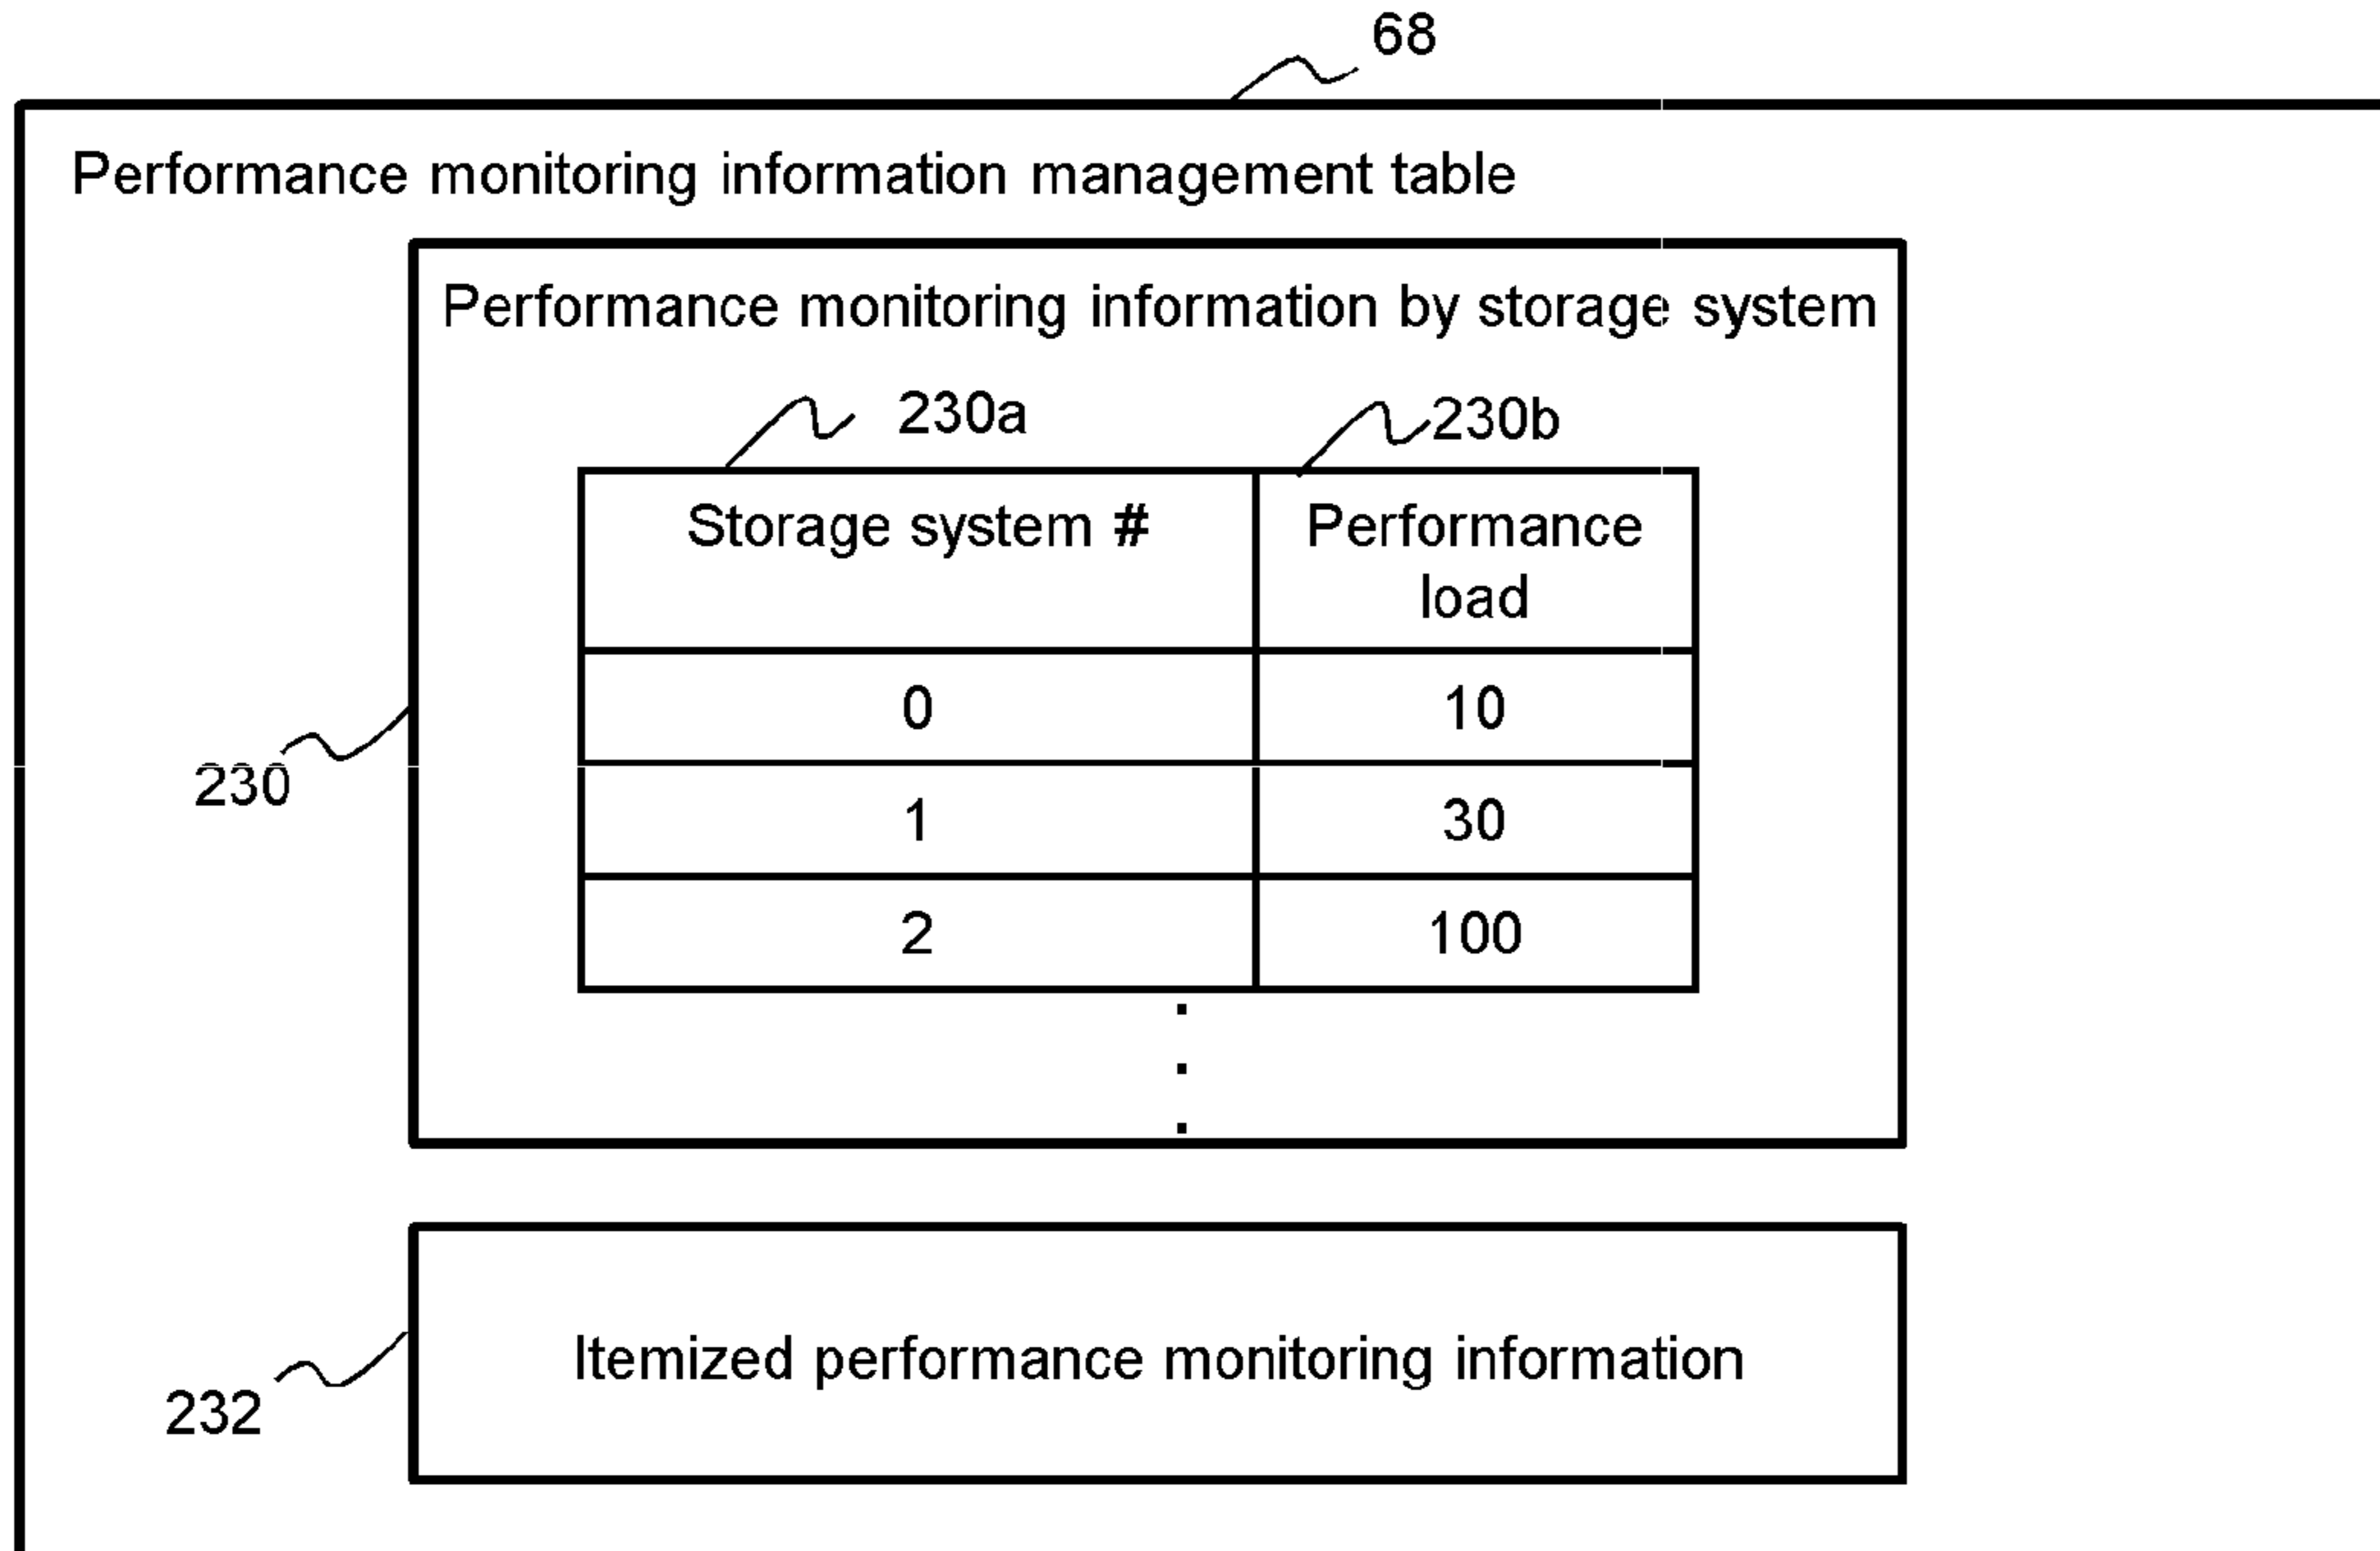 68
Performance monitoring information management table
Performance monitoring information by storage system
230a
230b
Storage system #
Performance
load
0
10
230
1
30
2
100
Itemized performance monitoring information
232